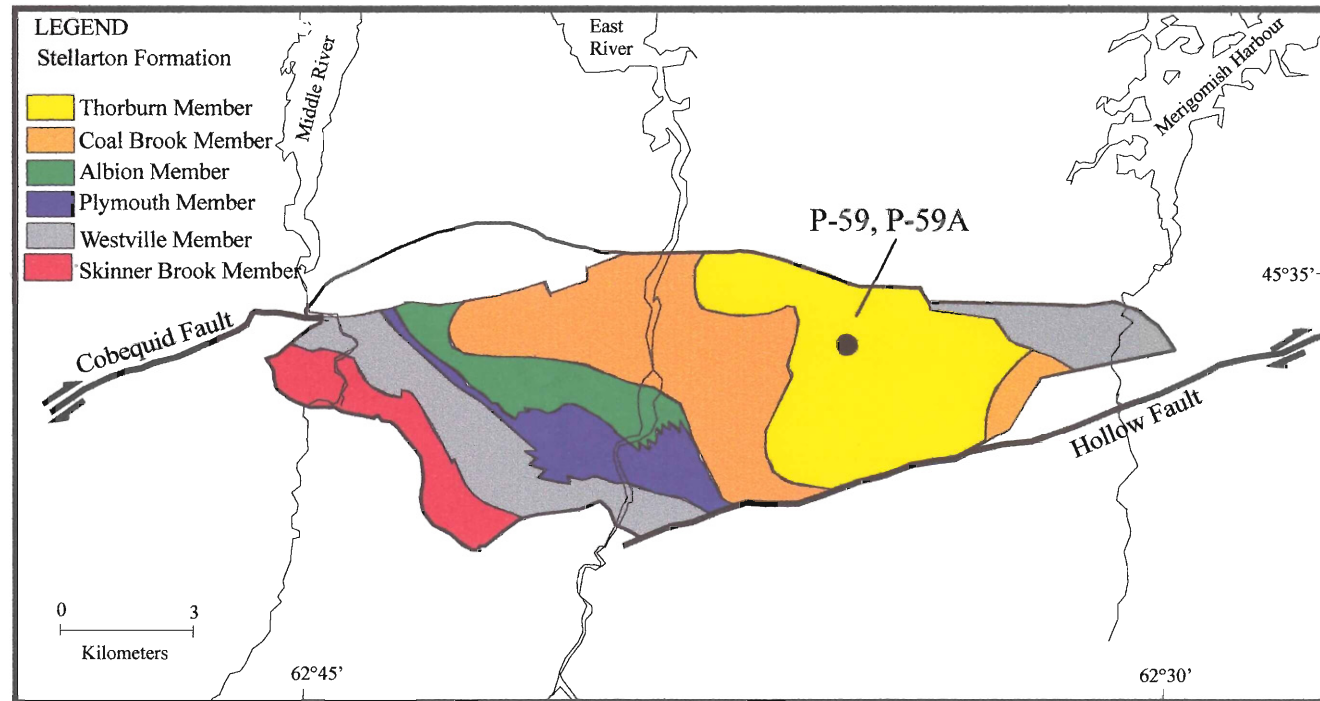 LEGEND
Stellarton Formation
Thorburn Member
Coal Brook Member
Albion Member
Plymouth Member
Westville Member
Skinner Brook Member
Middle River
East
River
Merigomish Harbour
P-59, P-59A
45°35'
Cobequid Fault
Hollow Fault
0 3
Kilometers
62°45'
62°30'